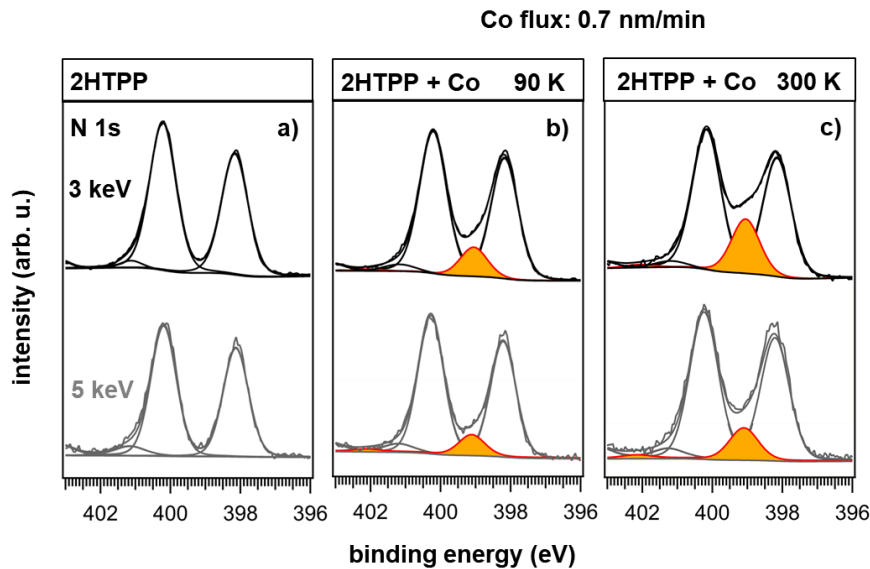 Co flux: 0.7 nm/min
2HTPP
2HTPP + Co 90 K
2HTPP + Co 300 K
N 1s
a)
b)
c)
3 keV
5 keV
intensity (arb. u.)
402 400 398 396
402 400 398 396
402 400 398 396
binding energy (eV)